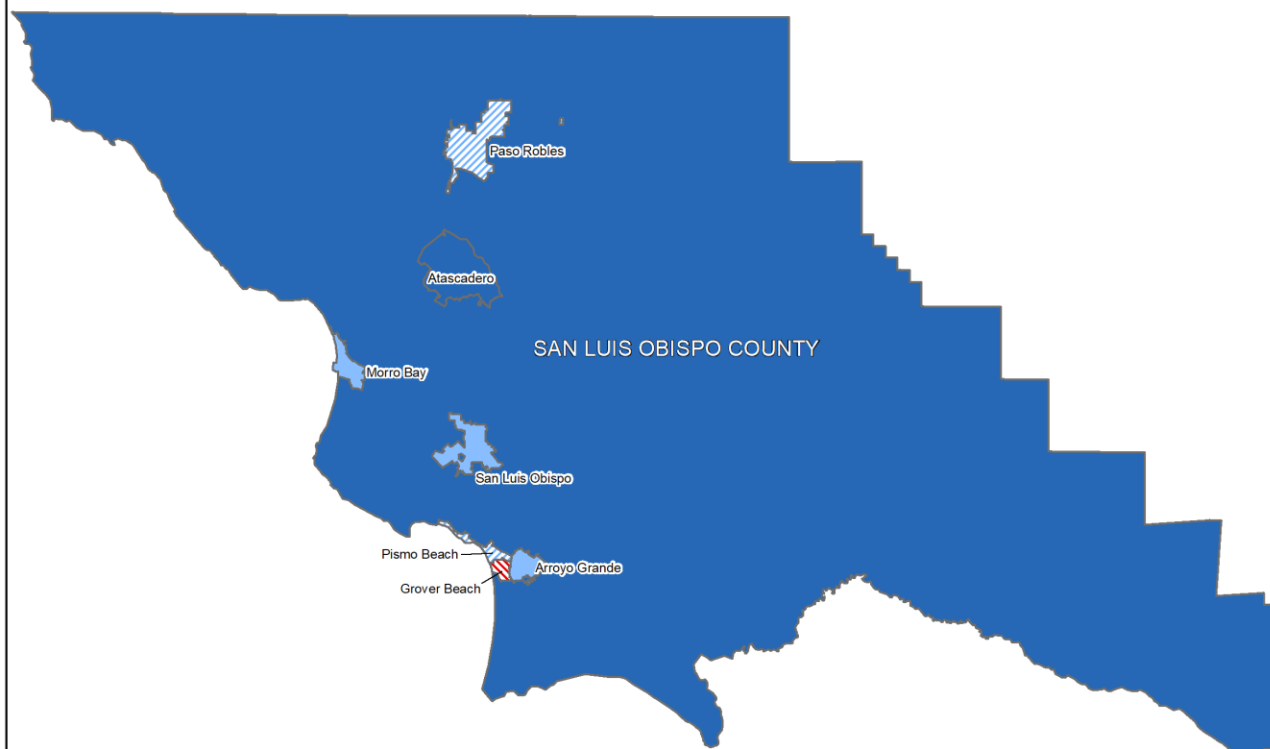 Paso Robles
Atascadero
SAN LUIS OBISPO COUNTY
Morro Bay
San Luis Obispo
Pismo Beach
Arroyo Grande
Grover Beach